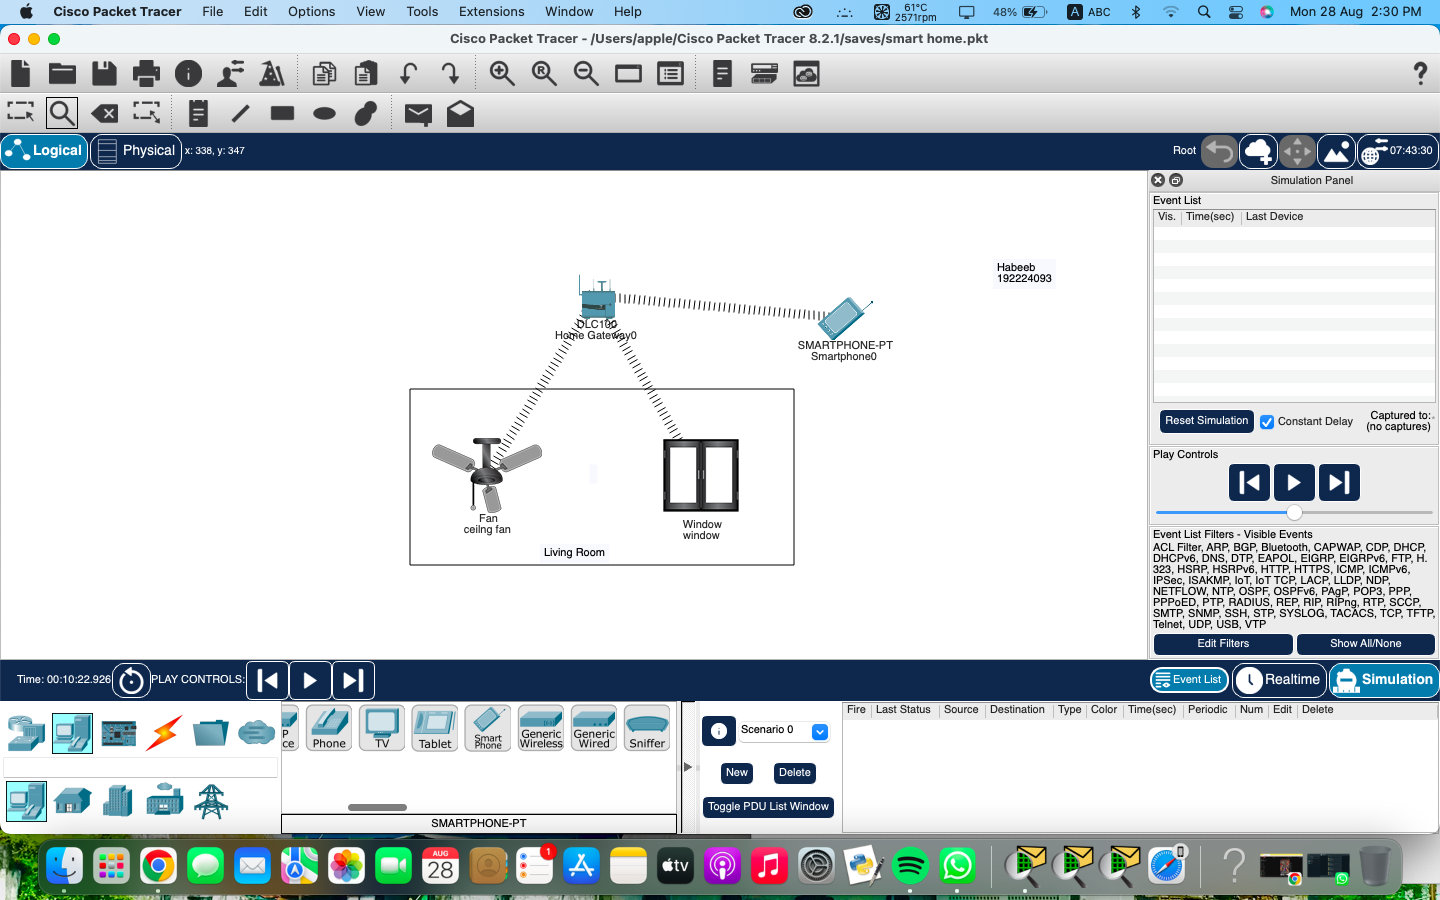 Cisco Packet Tracer File Edit Options View Tools Extensions Window Help
61°C
2571rpm
48%
A ABC
Mon 28 Aug 2:30 PM
Cisco Packet Tracer - /Users/apple/Cisco Packet Tracer 8.2.1/saves/smart home.pkt
Logical
Physical
x: 338, y: 347
Root
07:43:30
Simulation Panel
Event List
Vis. Time(sec) Last Device
Habeeb
192224093
DLC100
Home Gateway0
SMARTPHONE-PT
Smartphone0
Fan
ceilng fan
Window
window
Living Room
Reset Simulation
Constant Delay
Captured to:
(no captures)
Play Controls
Event List Filters - Visible Events
ACL Filter, ARP, BGP, Bluetooth, CAPWAP, CDP, DHCP,
DHCPv6, DNS, DTP, EAPOL, EIGRP, EIGRPv6, FTP, H.
323, HSRP, HSRPv6, HTTP, HTTPS, ICMP, ICMPv6,
IPSec, ISAKMP, IoT, IoT TCP, LACP, LLDP, NDP,
NETFLOW, NTP, OSPF, OSPFv6, PAgP, POP3, PPP,
PPPoED, PTP, RADIUS, REP, RIP, RIPng, RTP, SCCP,
SMTP, SNMP, SSH, STP, SYSLOG, TACACS, TCP, TFTP,
Telnet, UDP, USB, VTP
Edit Filters
Show All/None
Time: 00:10:22.926
PLAY CONTROLS:
Event List
Realtime
Simulation
P
ce
Phone
TV
Tablet
Smart
Phone
Generic
Wireless
Generic
Wired
Sniffer
SMARTPHONE-PT
Scenario 0
New
Delete
Toggle PDU List Window
Fire Last Status Source Destination Type Color Time(sec) Periodic Num Edit Delete
AUG
28
1
tv